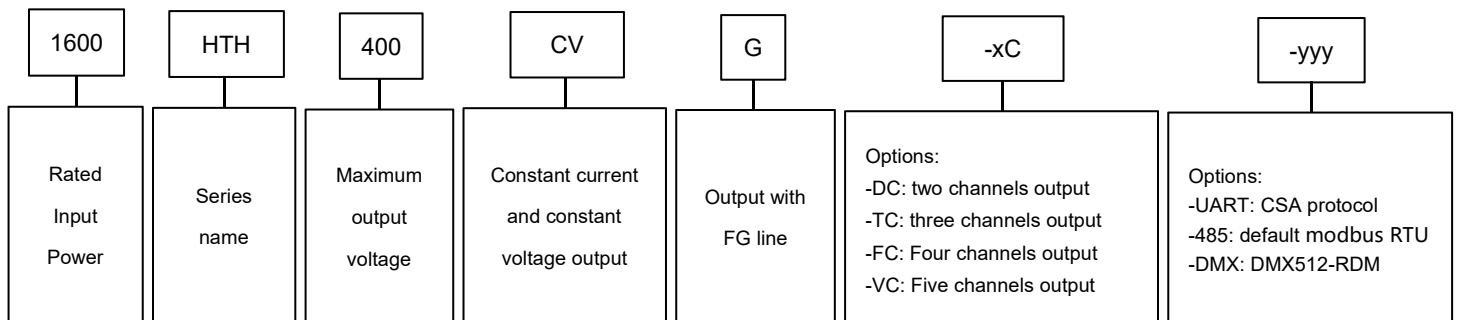 1600
HTH
400
CV
G
-xC
-yyy
Rated
Input
Power
Series
name
Maximum
output
voltage
Constant current
and constant
voltage output
Output with
FG line
Options:
-DC: two channels output
-TC: three channels output
-FC: Four channels output
-VC: Five channels output
Options:
-UART: CSA protocol
-485: default modbus RTU
-DMX: DMX512-RDM